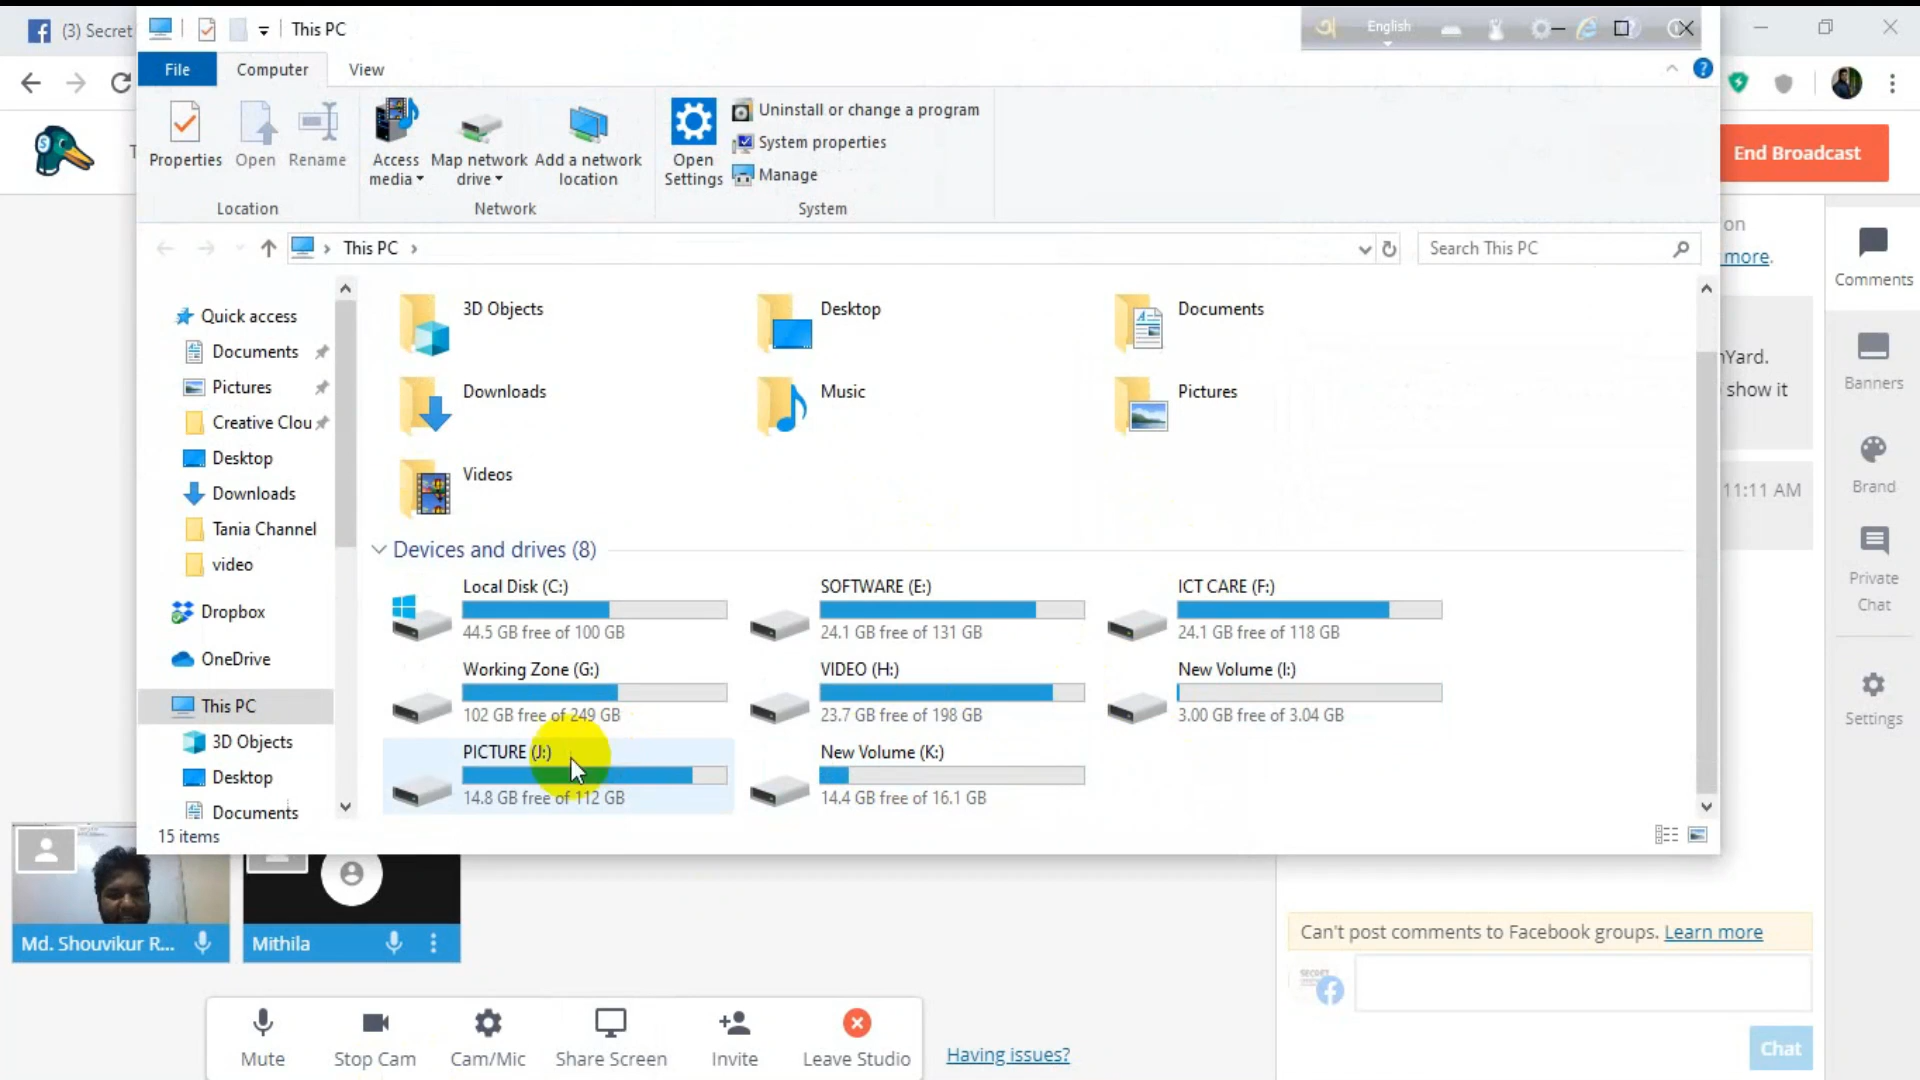 (3) Secret
This PC
English
File
Computer
View
Properties
Open
Rename
Access media
Map network drive
Add a network location
Open Settings
Uninstall or change a program
System properties
Manage
Location
Network
System
End Broadcast
This PC
Search This PC
on
more.
Comments
Quick access
Documents
Pictures
Creative Clou
Desktop
Downloads
Tania Channel
video
Dropbox
OneDrive
This PC
3D Objects
Desktop
Documents
3D Objects
Desktop
Documents
Downloads
Music
Pictures
Videos
Devices and drives (8)
Local Disk (C:)
44.5 GB free of 100 GB
SOFTWARE (E:)
24.1 GB free of 131 GB
ICT CARE (F:)
24.1 GB free of 118 GB
Working Zone (G:)
102 GB free of 249 GB
VIDEO (H:)
23.7 GB free of 198 GB
New Volume (I:)
3.00 GB free of 3.04 GB
PICTURE (J:)
14.8 GB free of 112 GB
New Volume (K:)
14.4 GB free of 16.1 GB
15 items
nYard.
show it
11:11 AM
Banners
Brand
Private Chat
Settings
Md. Shouvikur R...
Mithila
Can't post comments to Facebook groups. Learn more
Mute
Stop Cam
Cam/Mic
Share Screen
Invite
Leave Studio
Having issues?
Chat